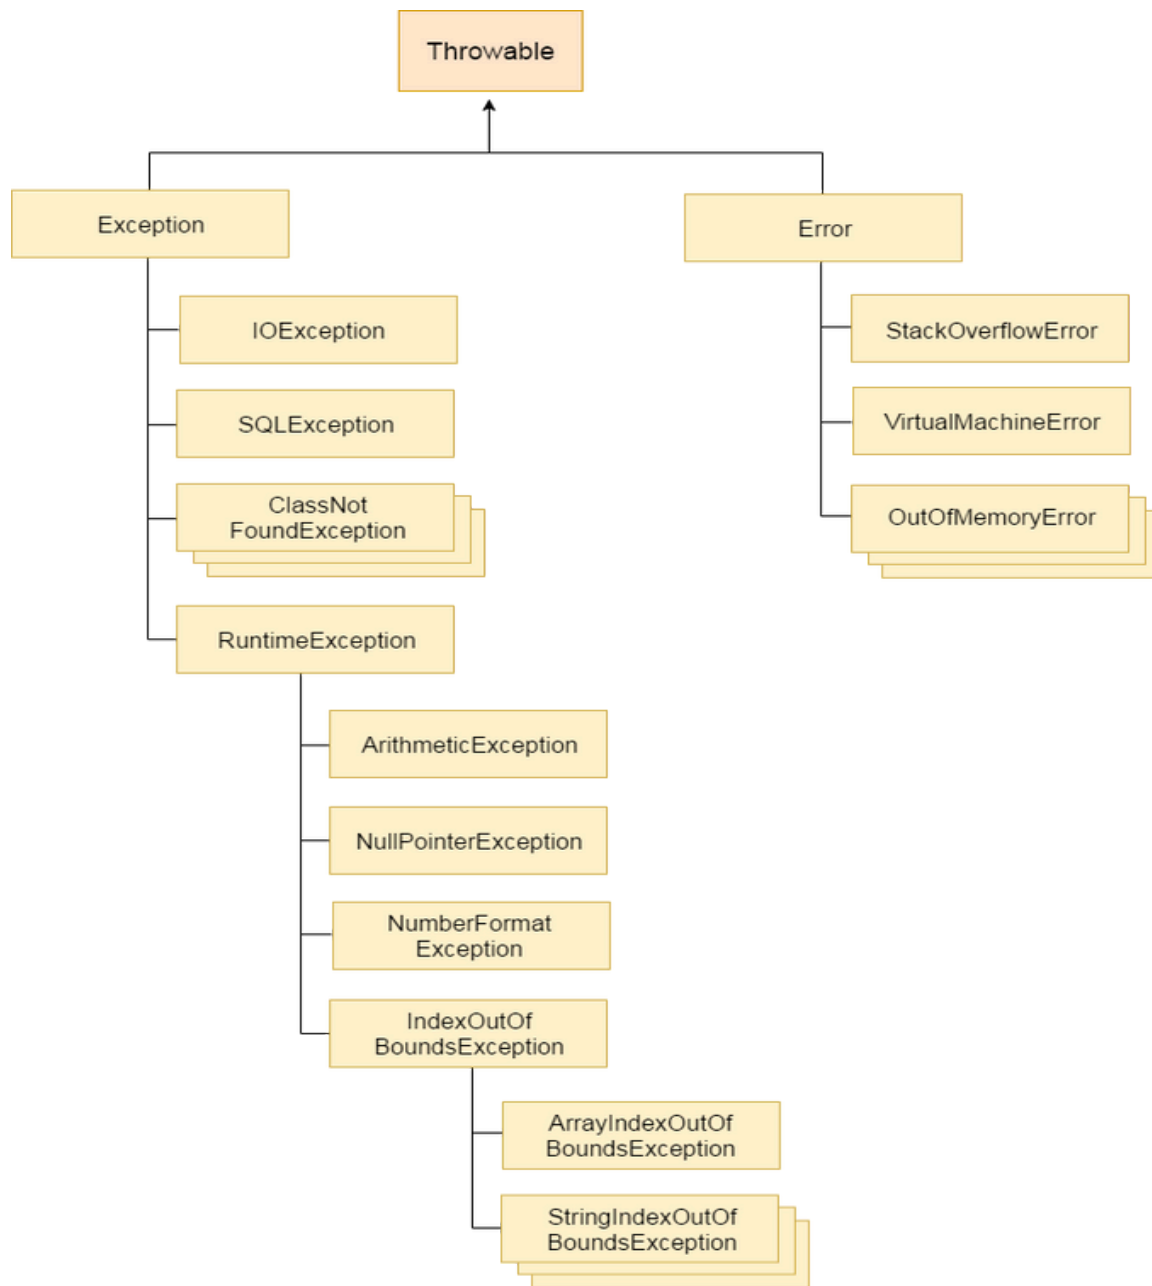 Throwable
Exception
Error
IOException
StackOverflowError
SQLException
VirtualMachineError
ClassNot
FoundException
OutOfMemoryError
RuntimeException
ArithmeticException
NullPointerException
NumberFormat
Exception
IndexOutOf
BoundsException
ArrayIndexOutOf
BoundsException
StringIndexOutOf
BoundsException